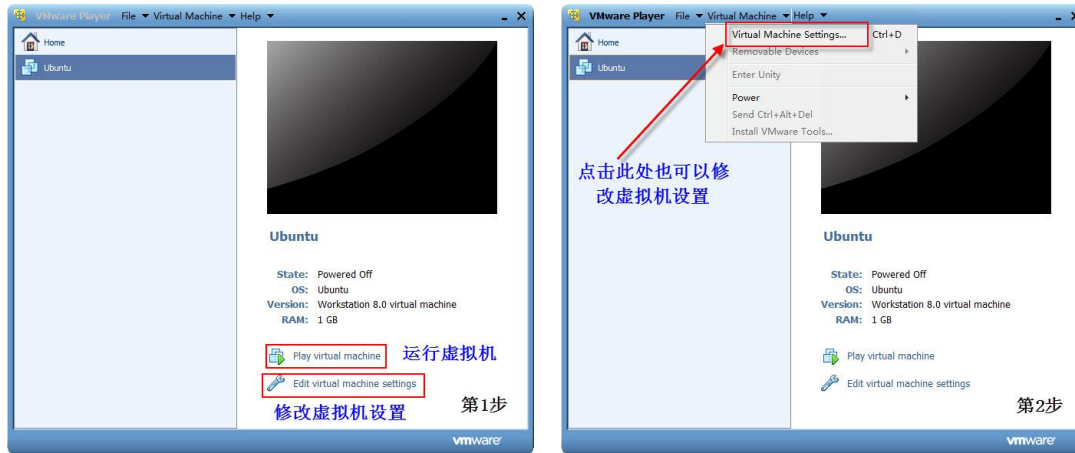 VMware Player File Virtual Machine Help
Home
Ubuntu
Ubuntu
State: Powered Off
OS: Ubuntu
Version: Workstation 8.0 virtual machine
RAM: 1 GB
Play virtual machine 运行虚拟机
Edit virtual machine settings
修改虚拟机设置 第1步
vmware
VMware Player File Virtual Machine Help
Home
Ubuntu
Virtual Machine Settings... Ctrl+D
Removable Devices
Enter Unity
Power
Send Ctrl+Alt+Del
Install VMware Tools...
点击此处也可以修
改虚拟机设置
Ubuntu
State: Powered Off
OS: Ubuntu
Version: Workstation 8.0 virtual machine
RAM: 1 GB
Play virtual machine
Edit virtual machine settings
第2步
vmware